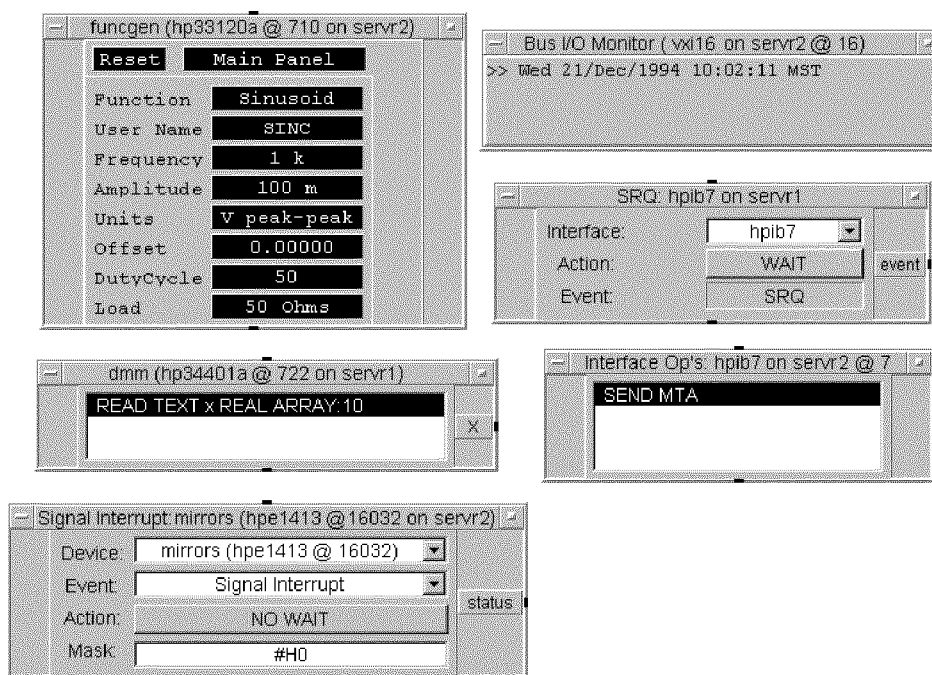 funcgen (hp33120a @ 710 on servr2)
Reset Main Panel
Function Sinusoid
User Name SINC
Frequency 1 k
Amplitude 100 m
Units V peak-peak
Offset 0.00000
DutyCycle 50
Load 50 Ohms
Bus I/O Monitor ( vxi16 on servr2 @ 16)
>> Wed 21/Dec/1994 10:02:11 MST
SRQ: hpib7 on servr1
Interface: hpib7
Action: WAIT
event
Event: SRQ
dmm (hp34401a @ 722 on servr1)
READ TEXT x REAL ARRAY:10
X
Interface Op's: hpib7 on servr2 @ 7
SEND MTA
Signal Interrupt: mirrors (hpe1413 @ 16032 on servr2)
Device: mirrors (hpe1413 @ 16032)
Event: Signal Interrupt
status
Action: NO WAIT
Mask: #H0